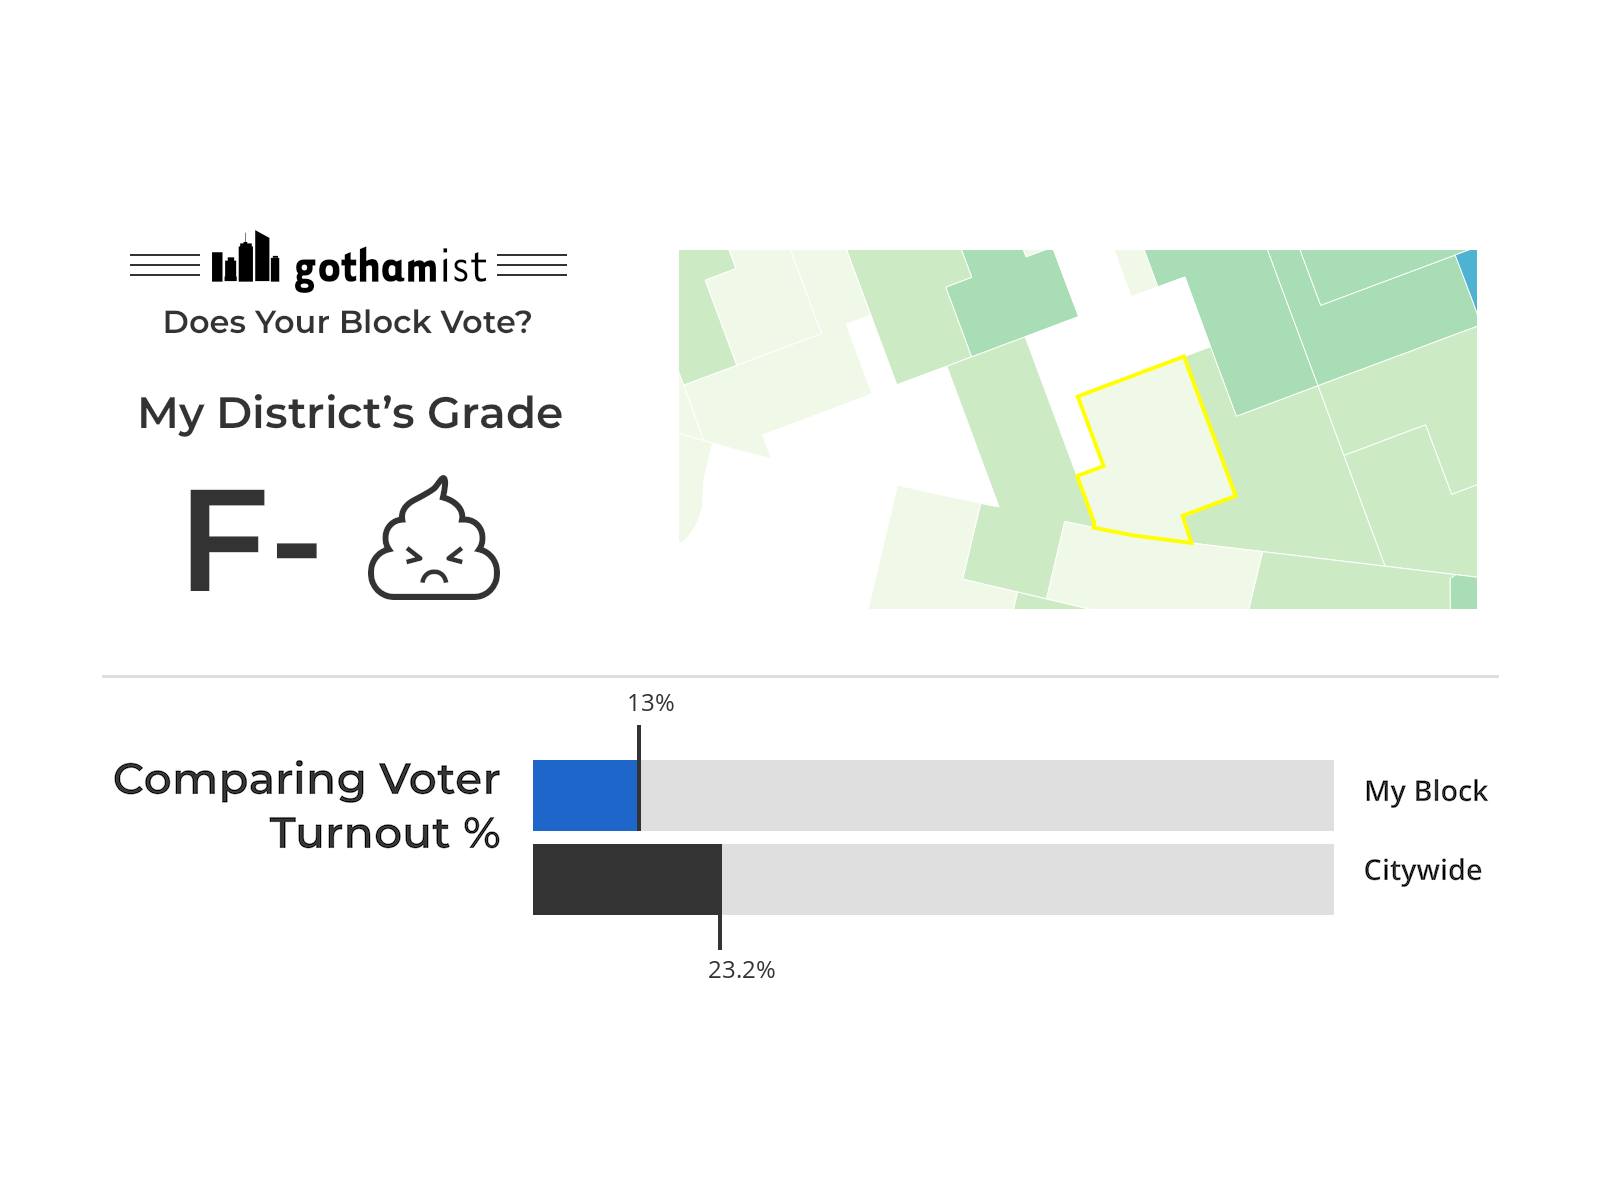 gothamist
Does Your Block Vote?
My District’s Grade
F-
13%
Comparing Voter
Turnout %
My Block
Citywide
23.2%